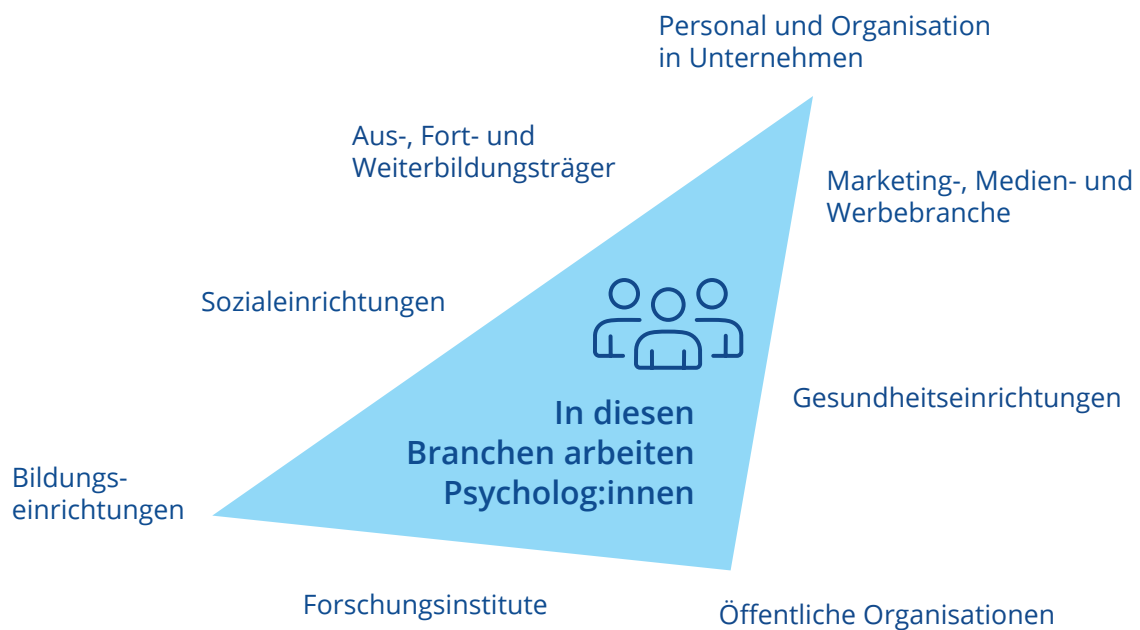 Personal und Organisation
in Unternehmen
Aus-, Fort- und
Weiterbildungsträger
Marketing-, Medien- und
Werbebranche
Sozialeinrichtungen
Gesundheitseinrichtungen
In diesen
Branchen arbeiten
Psycholog:innen
Bildungs-
einrichtungen
Forschungsinstitute
Öffentliche Organisationen